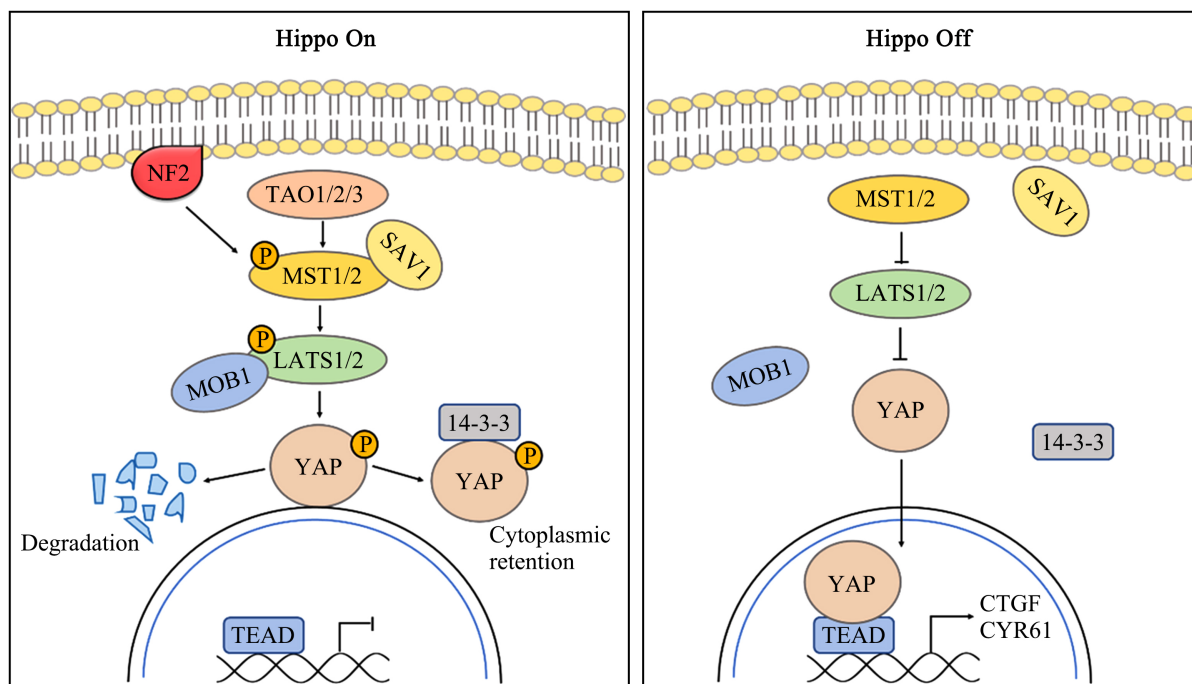 Hippo On
NF2
TAO1/2/3
P
MST1/2
SAV1
P
LATS1/2
MOB1
YAP
P
14-3-3
YAP
P
Degradation
Cytoplasmic
retention
TEAD
Hippo Off
MST1/2
SAV1
LATS1/2
MOB1
YAP
14-3-3
YAP
TEAD
CTGF
CYR61